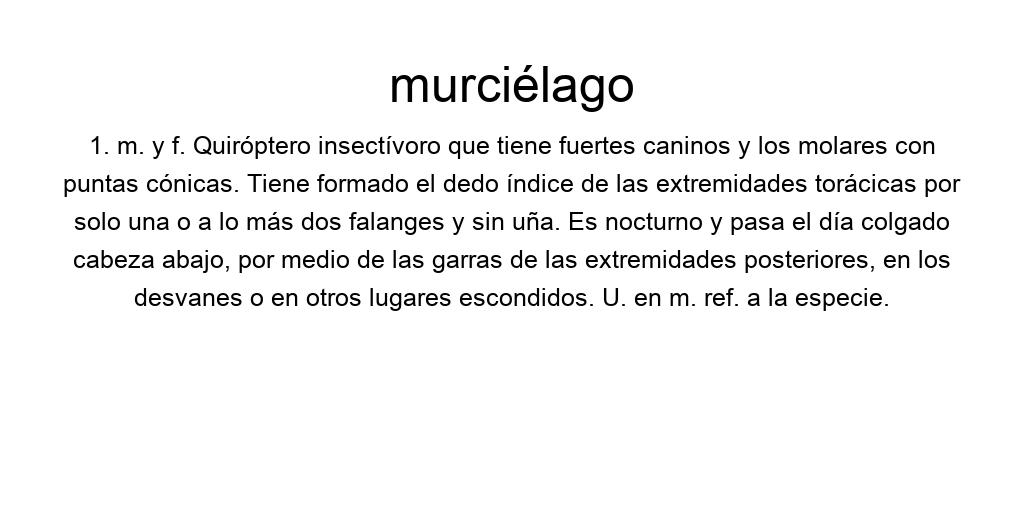 murciélago
1. m. y f. Quiróptero insectívoro que tiene fuertes caninos y los molares con
puntas cónicas. Tiene formado el dedo índice de las extremidades torácicas por
solo una o a lo más dos falanges y sin uña. Es nocturno y pasa el día colgado
cabeza abajo, por medio de las garras de las extremidades posteriores, en los
desvanes o en otros lugares escondidos. U. en m. ref. a la especie.